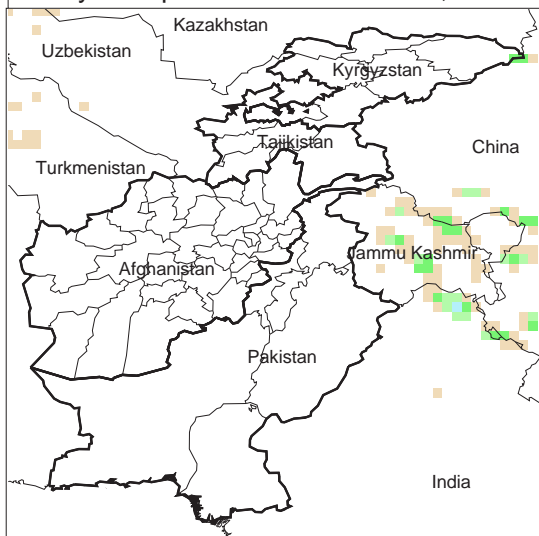 Kazakhstan
Uzbekistan
Kyrgyzstan
Tajikistan
China
Turkmenistan
Jammu Kashmir
Afghanistan
Pakistan
India